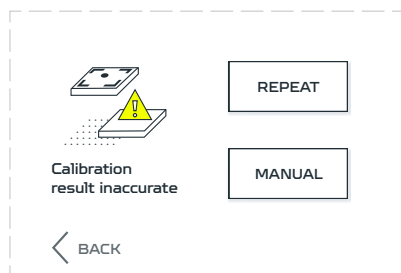 REPEAT
Calibration
result inaccurate
MANUAL
BACK